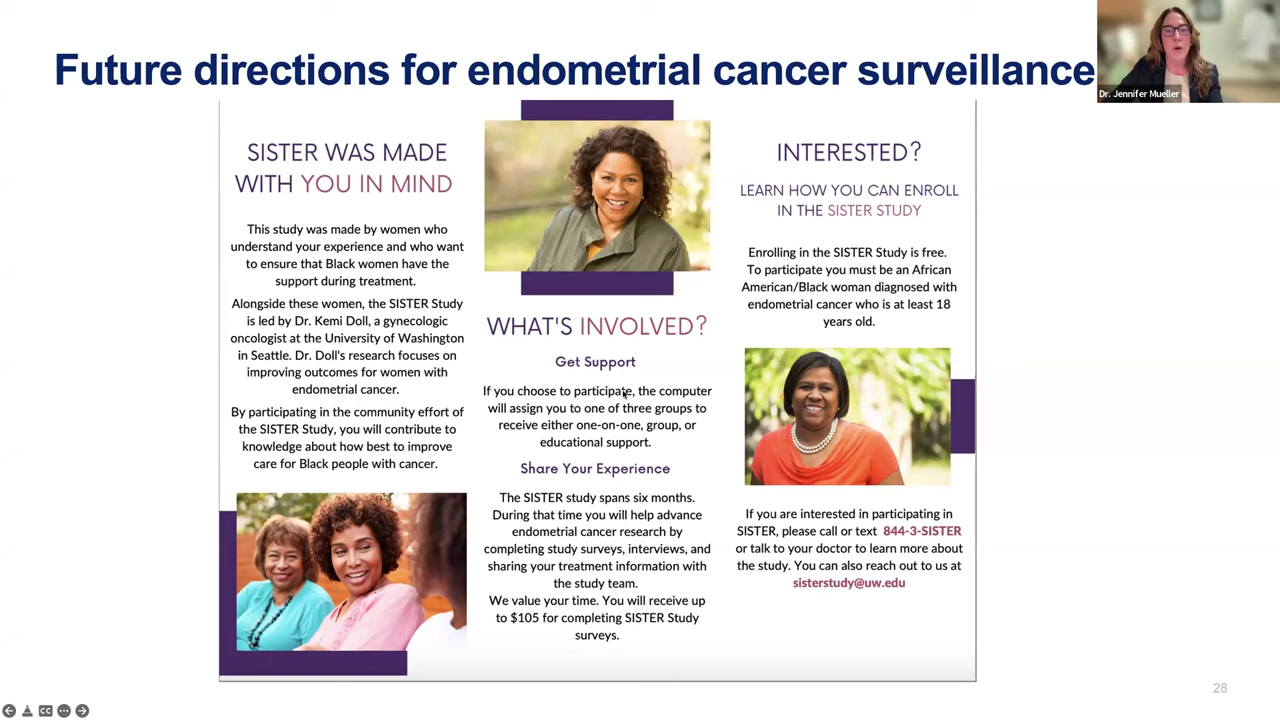 Future directions for endometrial cancer surveillance
Dr. Jennifer Mueller
SISTER WAS MADE
WITH YOU IN MIND
This study was made by women who
understand your experience and who want
to ensure that Black women have the
support during treatment.
Alongside these women, the SISTER Study
is led by Dr. Kemi Doll, a gynecologic
oncologist at the University of Washington
in Seattle. Dr. Doll's research focuses on
improving outcomes for women with
endometrial cancer.
By participating in the community effort of
the SISTER Study, you will contribute to
knowledge about how best to improve
care for Black people with cancer.
WHAT'S INVOLVED?
Get Support
If you choose to participate, the computer
will assign you to one of three groups to
receive either one-on-one, group, or
educational support.
Share Your Experience
The SISTER study spans six months.
During that time you will help advance
endometrial cancer research by
completing study surveys, interviews, and
sharing your treatment information with
the study team.
We value your time. You will receive up
to $105 for completing SISTER Study
surveys.
INTERESTED?
LEARN HOW YOU CAN ENROLL
IN THE SISTER STUDY
Enrolling in the SISTER Study is free.
To participate you must be an African
American/Black woman diagnosed with
endometrial cancer who is at least 18
years old.
If you are interested in participating in
SISTER, please call or text 844-3-SISTER
or talk to your doctor to learn more about
the study. You can also reach out to us at
sisterstudy@uw.edu
28
CC